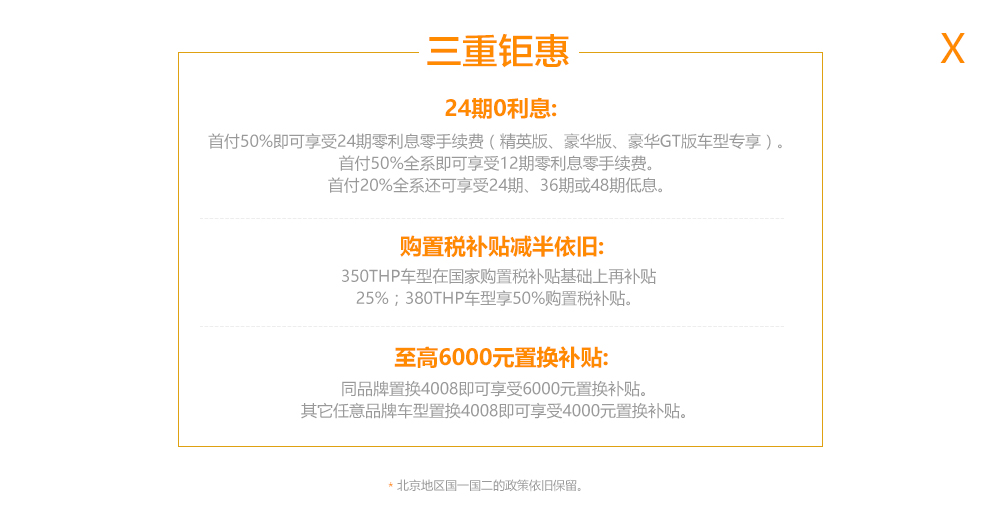 三重钜惠
X
24期0利息:
首付50%即可享受24期零利息零手续费（精英版、豪华版、豪华GT版车型专享）。
首付50%全系即可享受12期零利息零手续费。
首付20%全系还可享受24期、36期或48期低息。
购置税补贴减半依旧:
350THP车型在国家购置税补贴基础上再补贴
25%；380THP车型享50%购置税补贴。
至高6000元置换补贴:
同品牌置换4008即可享受6000元置换补贴。
其它任意品牌车型置换4008即可享受4000元置换补贴。
* 北京地区国一国二的政策依旧保留。